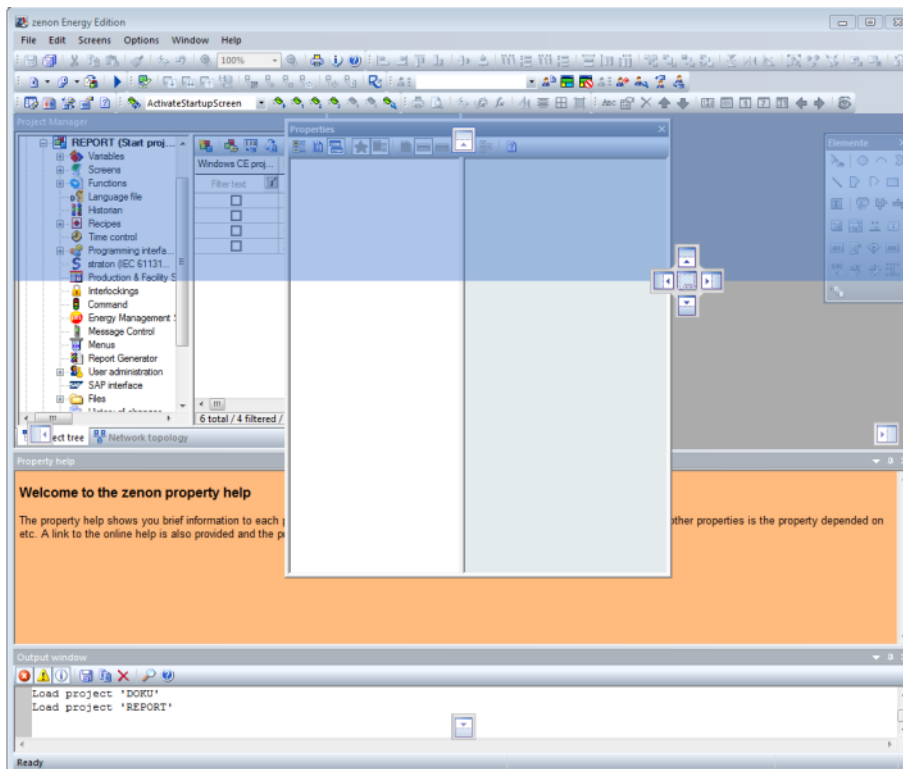 zenon Energy Edition
File Edit Screens Options Window Help
100%
ActivateStartupScreen
Project Manager
Properties
Elemente
REPORT (Start proj...
Variables
Screens
Functions
Language file
Historian
Recipes
Time control
Programming interfa...
straton (IEC 61131...
Production & Facility S
Interlockings
Command
Energy Management S
Message Control
Menus
Report Generator
User administration
SAP interface
Files
Windows CE proj...
Filter text
6 total / 4 filtered /
ect tree
Network topology
Property help
Welcome to the zenon property help
The property help shows you brief information to each p
other properties is the property depended on
etc. A link to the online help is also provided and the p
Output window
Load project 'DOKU'
Load project 'REPORT'
Ready